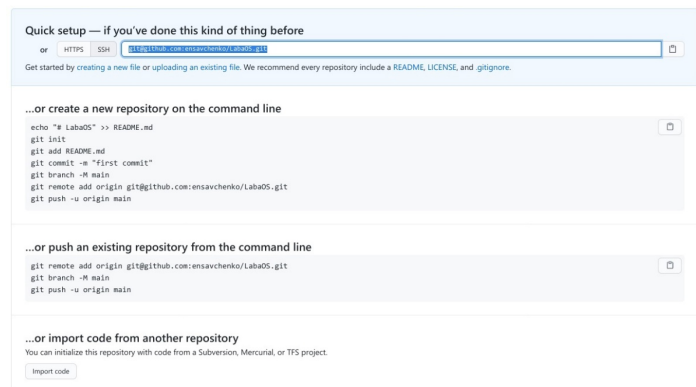 Quick setup — if you've done this kind of thing before
or HTTPS SSH git@github.com:ensavchenko/LabaOS.git
Get started by creating a new file or uploading an existing file. We recommend every repository include a README, LICENSE, and .gitignore.
...or create a new repository on the command line
echo "# LabaOS" >> README.md
git init
git add README.md
git commit -m "first commit"
git branch -M main
git remote add origin git@github.com:ensavchenko/LabaOS.git
git push -u origin main
...or push an existing repository from the command line
git remote add origin git@github.com:ensavchenko/LabaOS.git
git branch -M main
git push -u origin main
...or import code from another repository
You can initialize this repository with code from a Subversion, Mercurial, or TFS project.
Import code